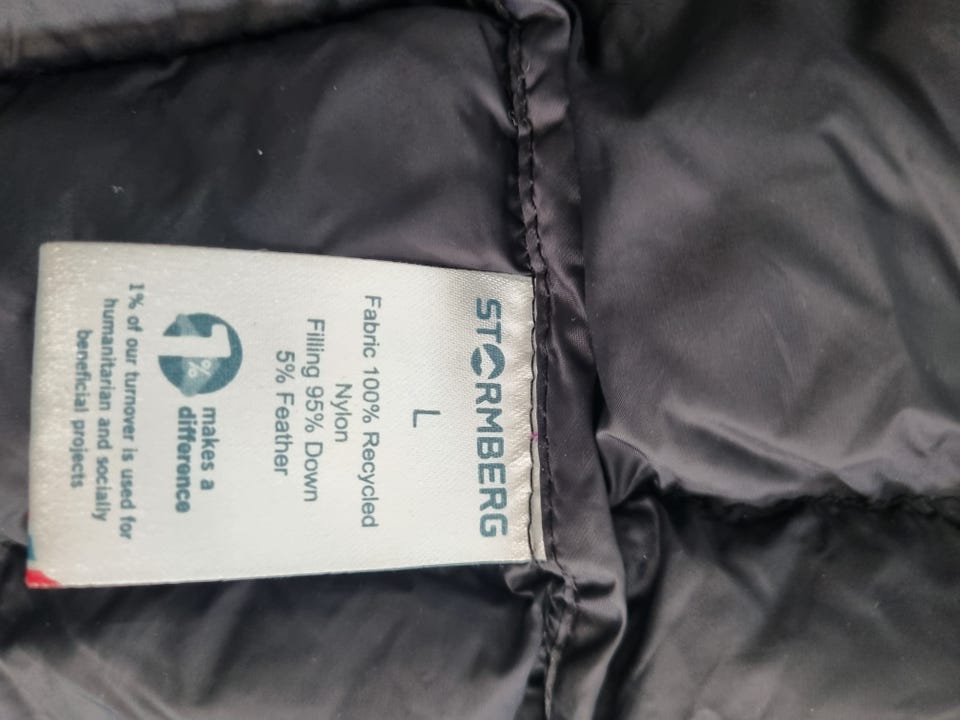 STORMBERG
L
Fabric 100% Recycled
Nylon
Filling 95% Down
5% Feather
1%
makes a
difference
1% of our turnover is used for
humanitarian and socially
beneficial projects